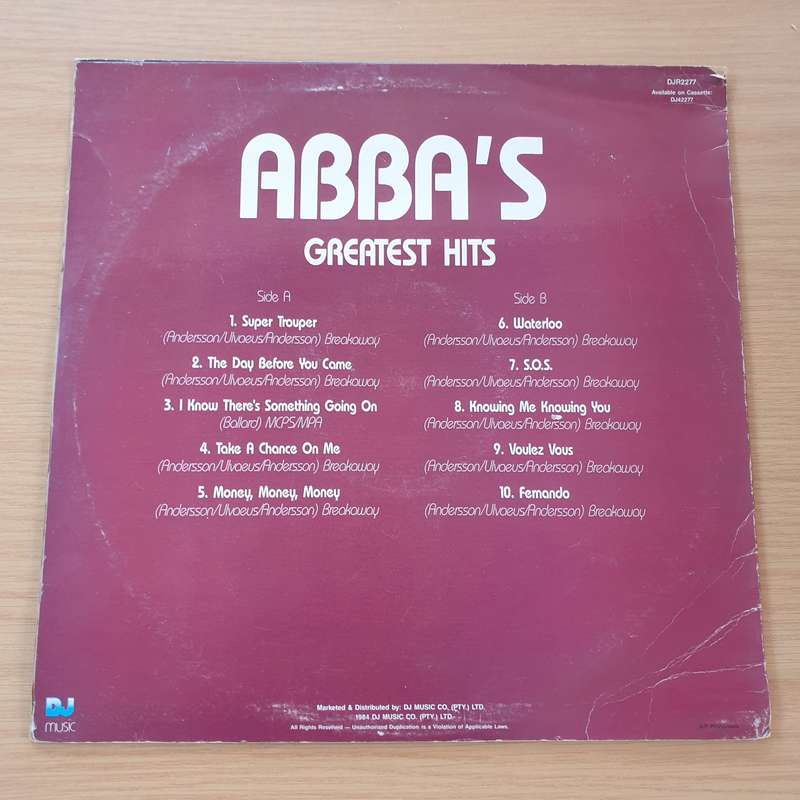 DJR2277
Available on Cassette:
DJ42277
ABBA'S
GREATEST HITS
Side A
1. Super Trouper
(Andersson/Ulvaeus/Andersson) Breakaway
2. The Day Before You Came
(Andersson/Ulvaeus/Andersson) Breakaway
3. I Know There's Something Going On
(Ballard) MCPS/MPA
4. Take A Chance On Me
(Andersson/Ulvaeus/Andersson) Breakaway
5. Money, Money, Money
(Andersson/Ulvaeus/Andersson) Breakaway
Side B
6. Waterloo
(Andersson/Ulvaeus/Andersson) Breakaway
7. S.O.S.
(Andersson/Ulvaeus/Andersson) Breakaway
8. Knowing Me Knowing You
(Andersson/Ulvaeus/Andersson) Breakaway
9. Voulez Vous
(Andersson/Ulvaeus/Andersson) Breakaway
10. Fernando
(Andersson/Ulvaeus/Andersson) Breakaway
DJ
MUSIC
Marketed & Distributed by: DJ MUSIC CO. (PTY.) LTD.
1984 DJ MUSIC CO. (PTY.) LTD.
All Rights Reserved — Unauthorized Duplication is a Violation of Applicable Laws.